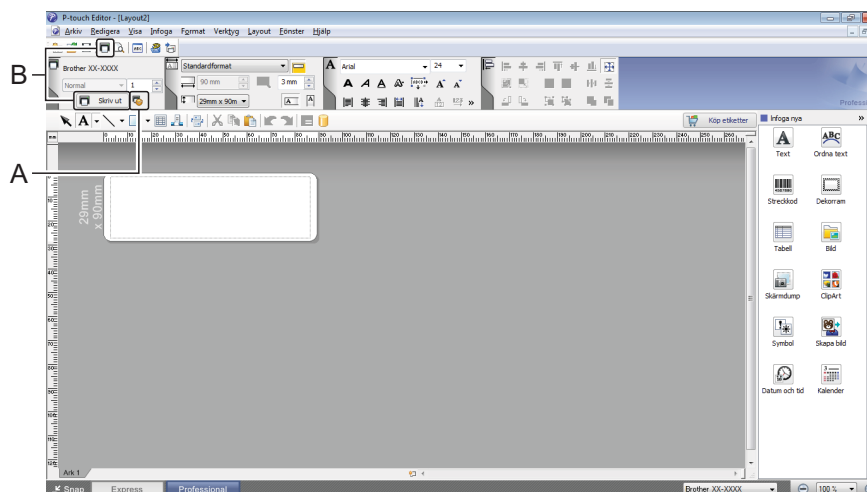 P-touch Editor - [Layout2]
Arkiv Redigera Visa Infoga Format Verktyg Layout Fönster Hjälp
B
Brother XX-XXXX
Standardformat
Arial
24
Normal
1
90 mm
3 mm
Skriv ut
29mm x 90m
Professi
Köp etiketter
Infoga nya
A
29mm
x 90mm
Text
Ordna text
Streckkod
Dekorram
Tabell
Bild
Skärmdump
ClipArt
Symbol
Skapa bild
Datum och tid
Kalender
Ark 1
Snap
Express
Professional
Brother XX-XXXX
100 %